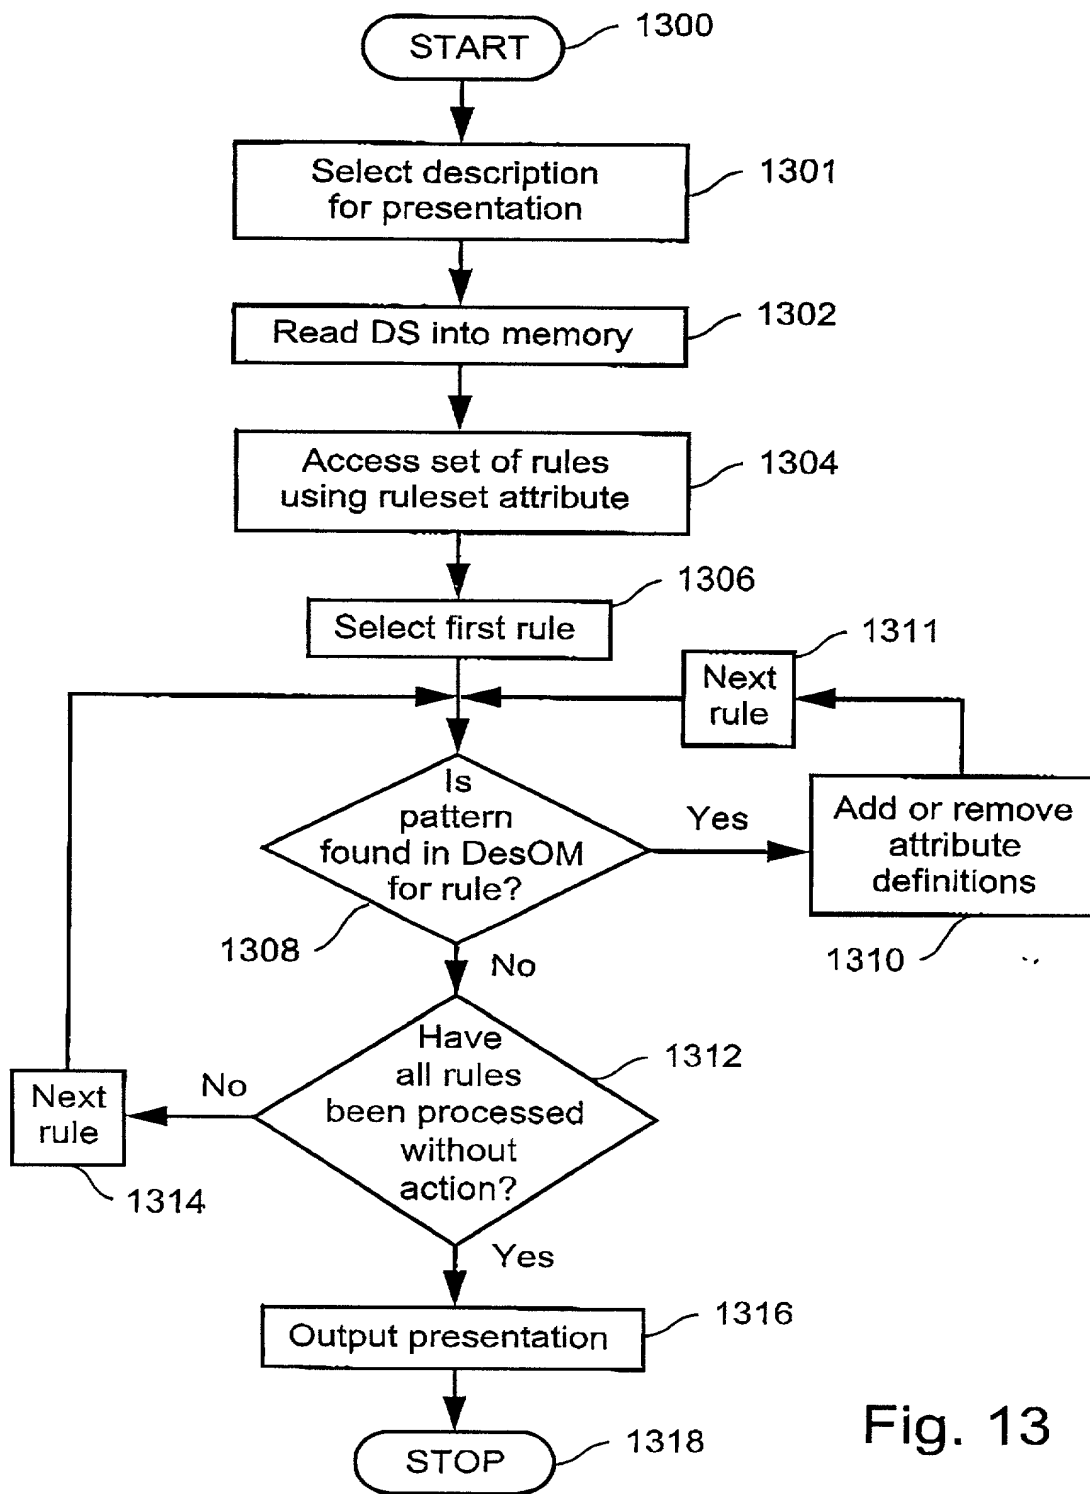 START
1300
Select description
for presentation
1301
Read DS into memory
1302
Access set of rules
using ruleset attribute
1304
Select first rule
1306
Next
rule
1311
Is
pattern
found in DesOM
for rule?
1308
Yes
Add or remove
attribute
definitions
1310
No
Have
all rules
been processed
without
action?
1312
No
Next
rule
1314
Yes
Output presentation
1316
STOP
1318
Fig. 13